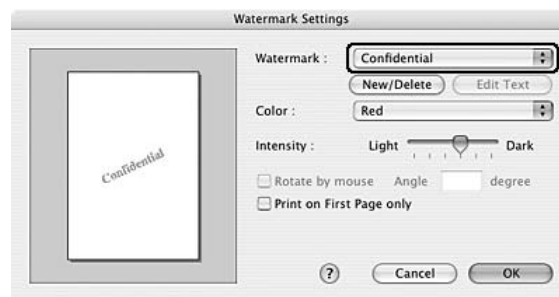 Watermark Settings
Watermark : Confidential
New/Delete Edit Text
Color : Red
Intensity : Light Dark
Confidential
Rotate by mouse Angle degree
Print on First Page only
? Cancel OK